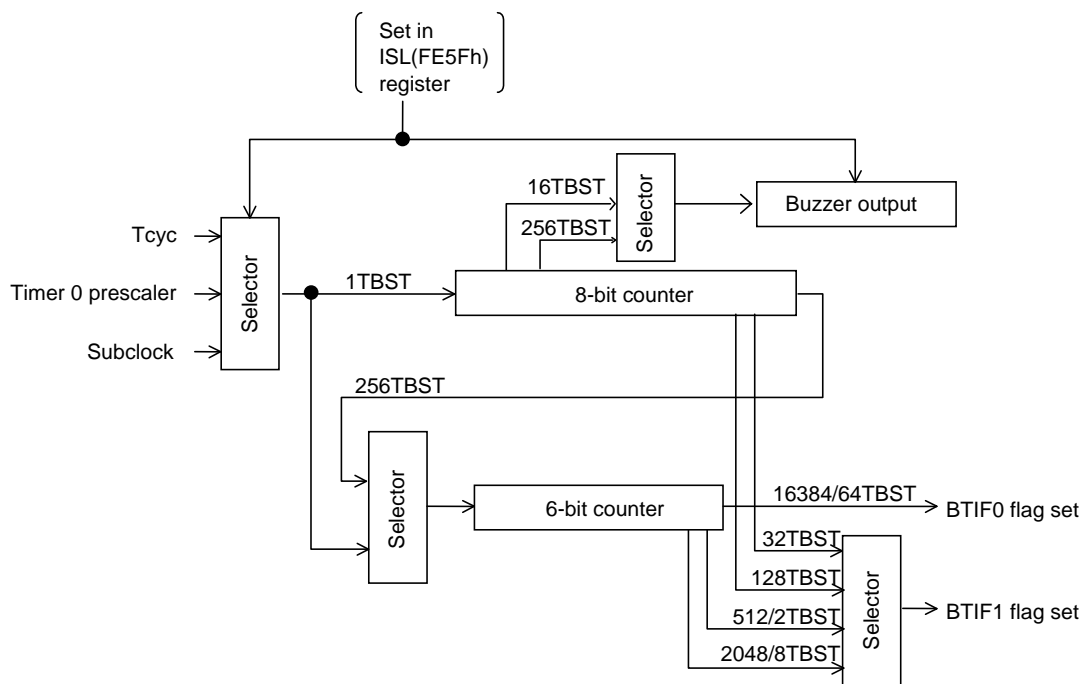 Set in
ISL(FE5Fh)
register
Tcyc
Timer 0 prescaler
Subclock
Selector
1TBST
16TBST
256TBST
Selector
Buzzer output
8-bit counter
256TBST
Selector
6-bit counter
16384/64TBST
BTIF0 flag set
32TBST
128TBST
512/2TBST
2048/8TBST
Selector
BTIF1 flag set